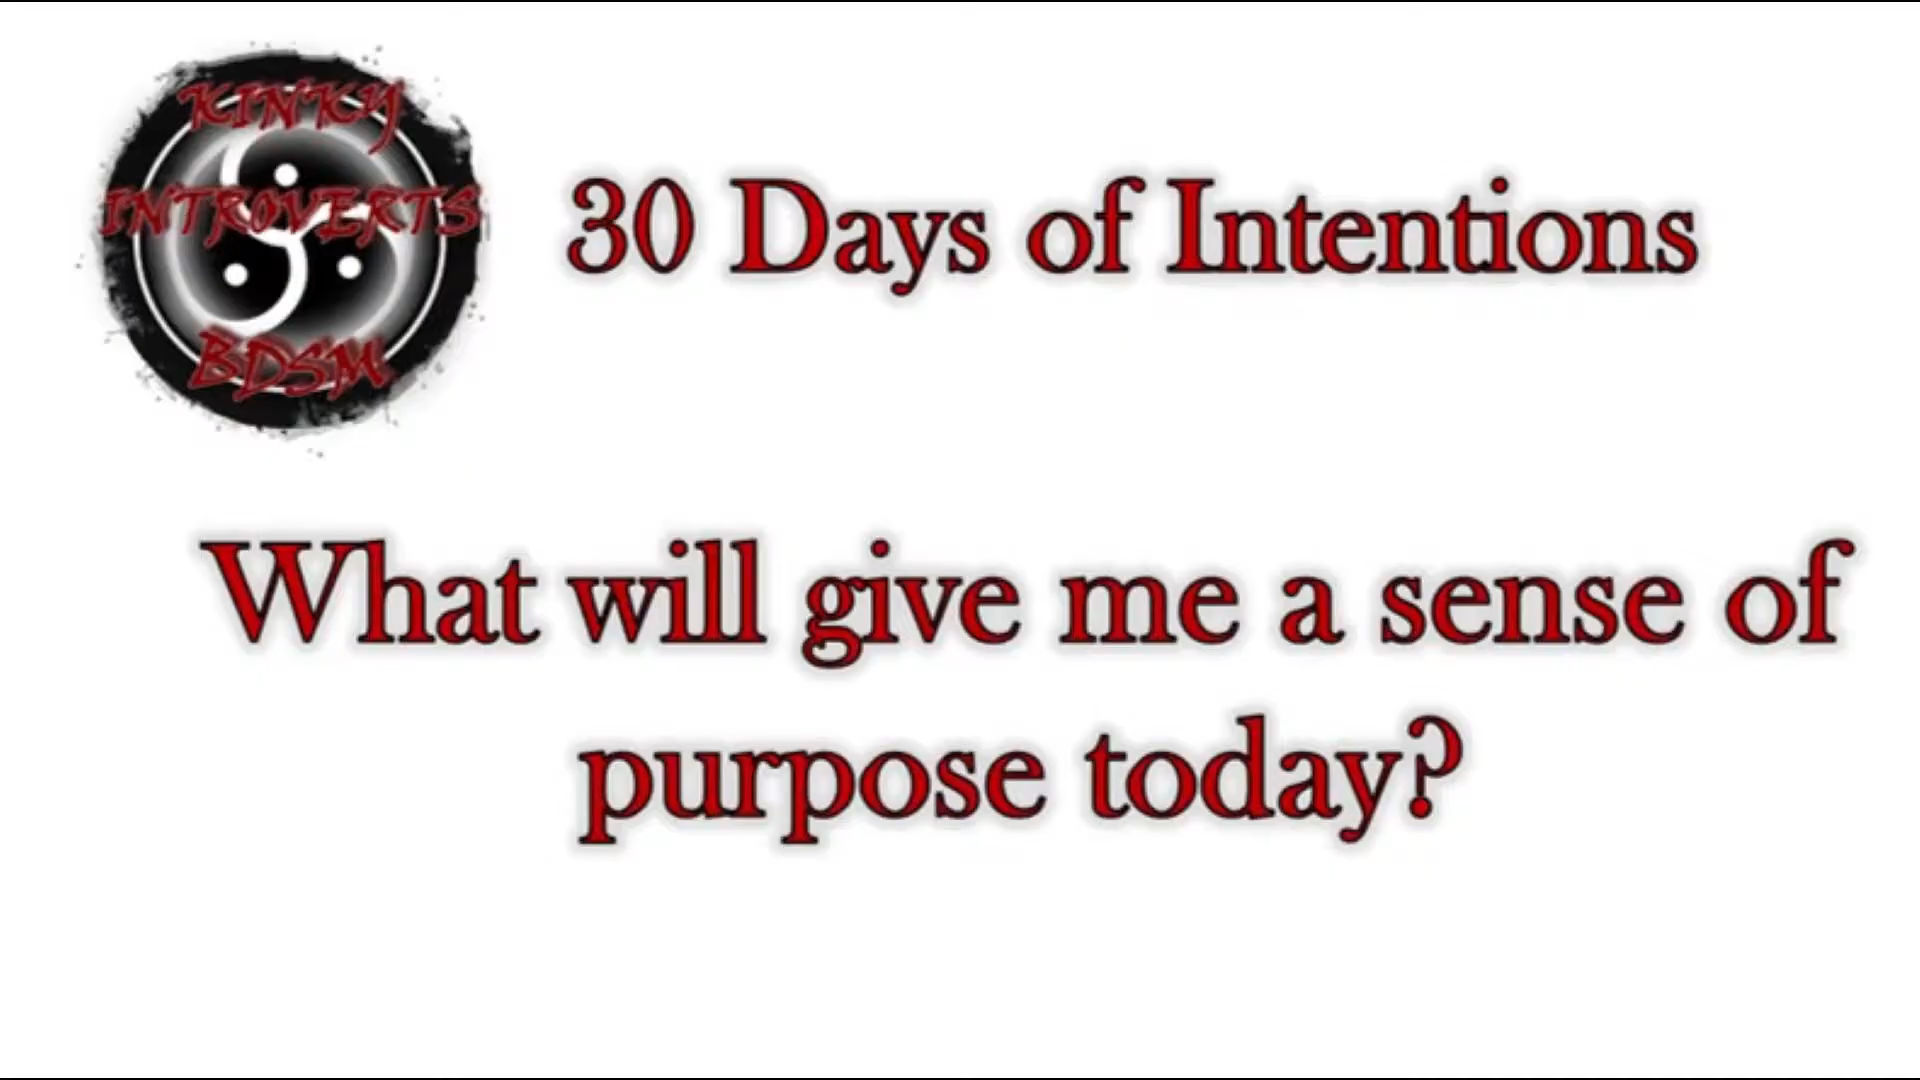 KINKY
INTROVERTS
BDSM
30 Days of Intentions
What will give me a sense of
purpose today?